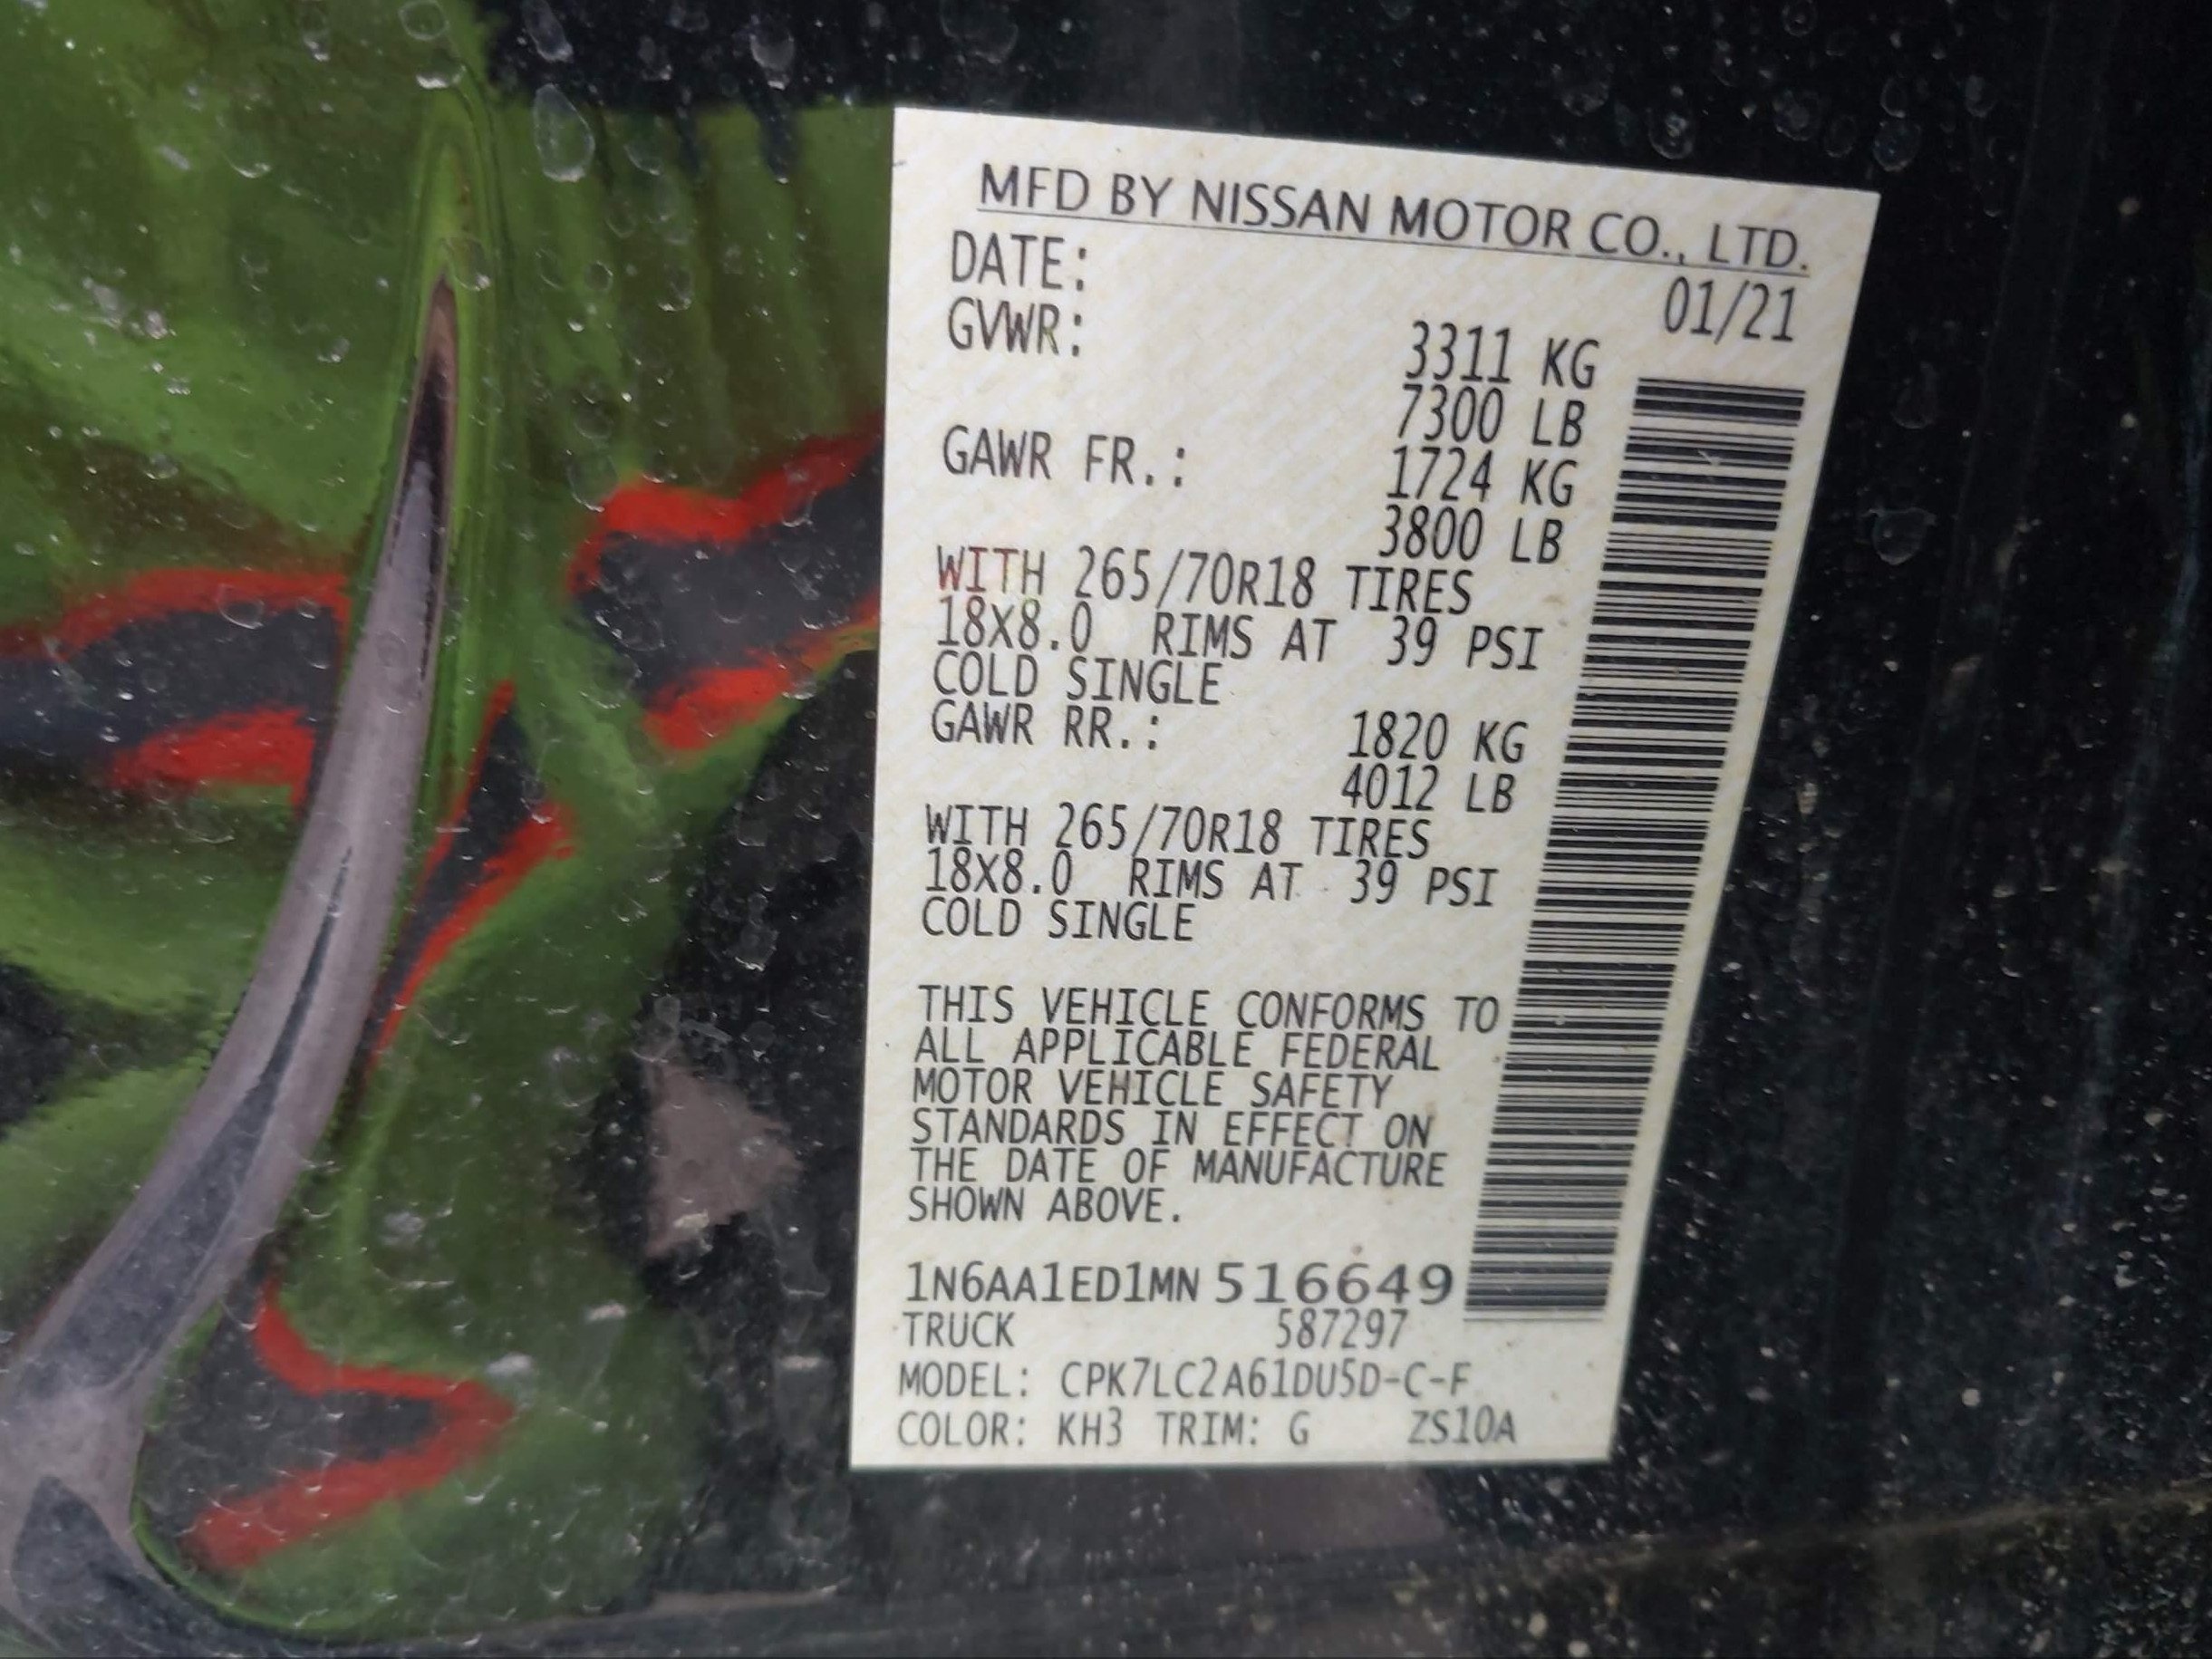 MFD BY NISSAN MOTOR CO., LTD.
DATE: 01/21
GVWR: 3311 KG
7300 LB
GAWR FR.: 1724 KG
3800 LB
WITH 265/70R18 TIRES
18X8.0 RIMS AT 39 PSI
COLD SINGLE
GAWR RR.: 1820 KG
4012 LB
WITH 265/70R18 TIRES
18X8.0 RIMS AT 39 PSI
COLD SINGLE
THIS VEHICLE CONFORMS TO
ALL APPLICABLE FEDERAL
MOTOR VEHICLE SAFETY
STANDARDS IN EFFECT ON
THE DATE OF MANUFACTURE
SHOWN ABOVE.
1N6AA1ED1MN516649
TRUCK 587297
MODEL: CPK7LC2A61DU5D-C-F
COLOR: KH3 TRIM: G ZS10A